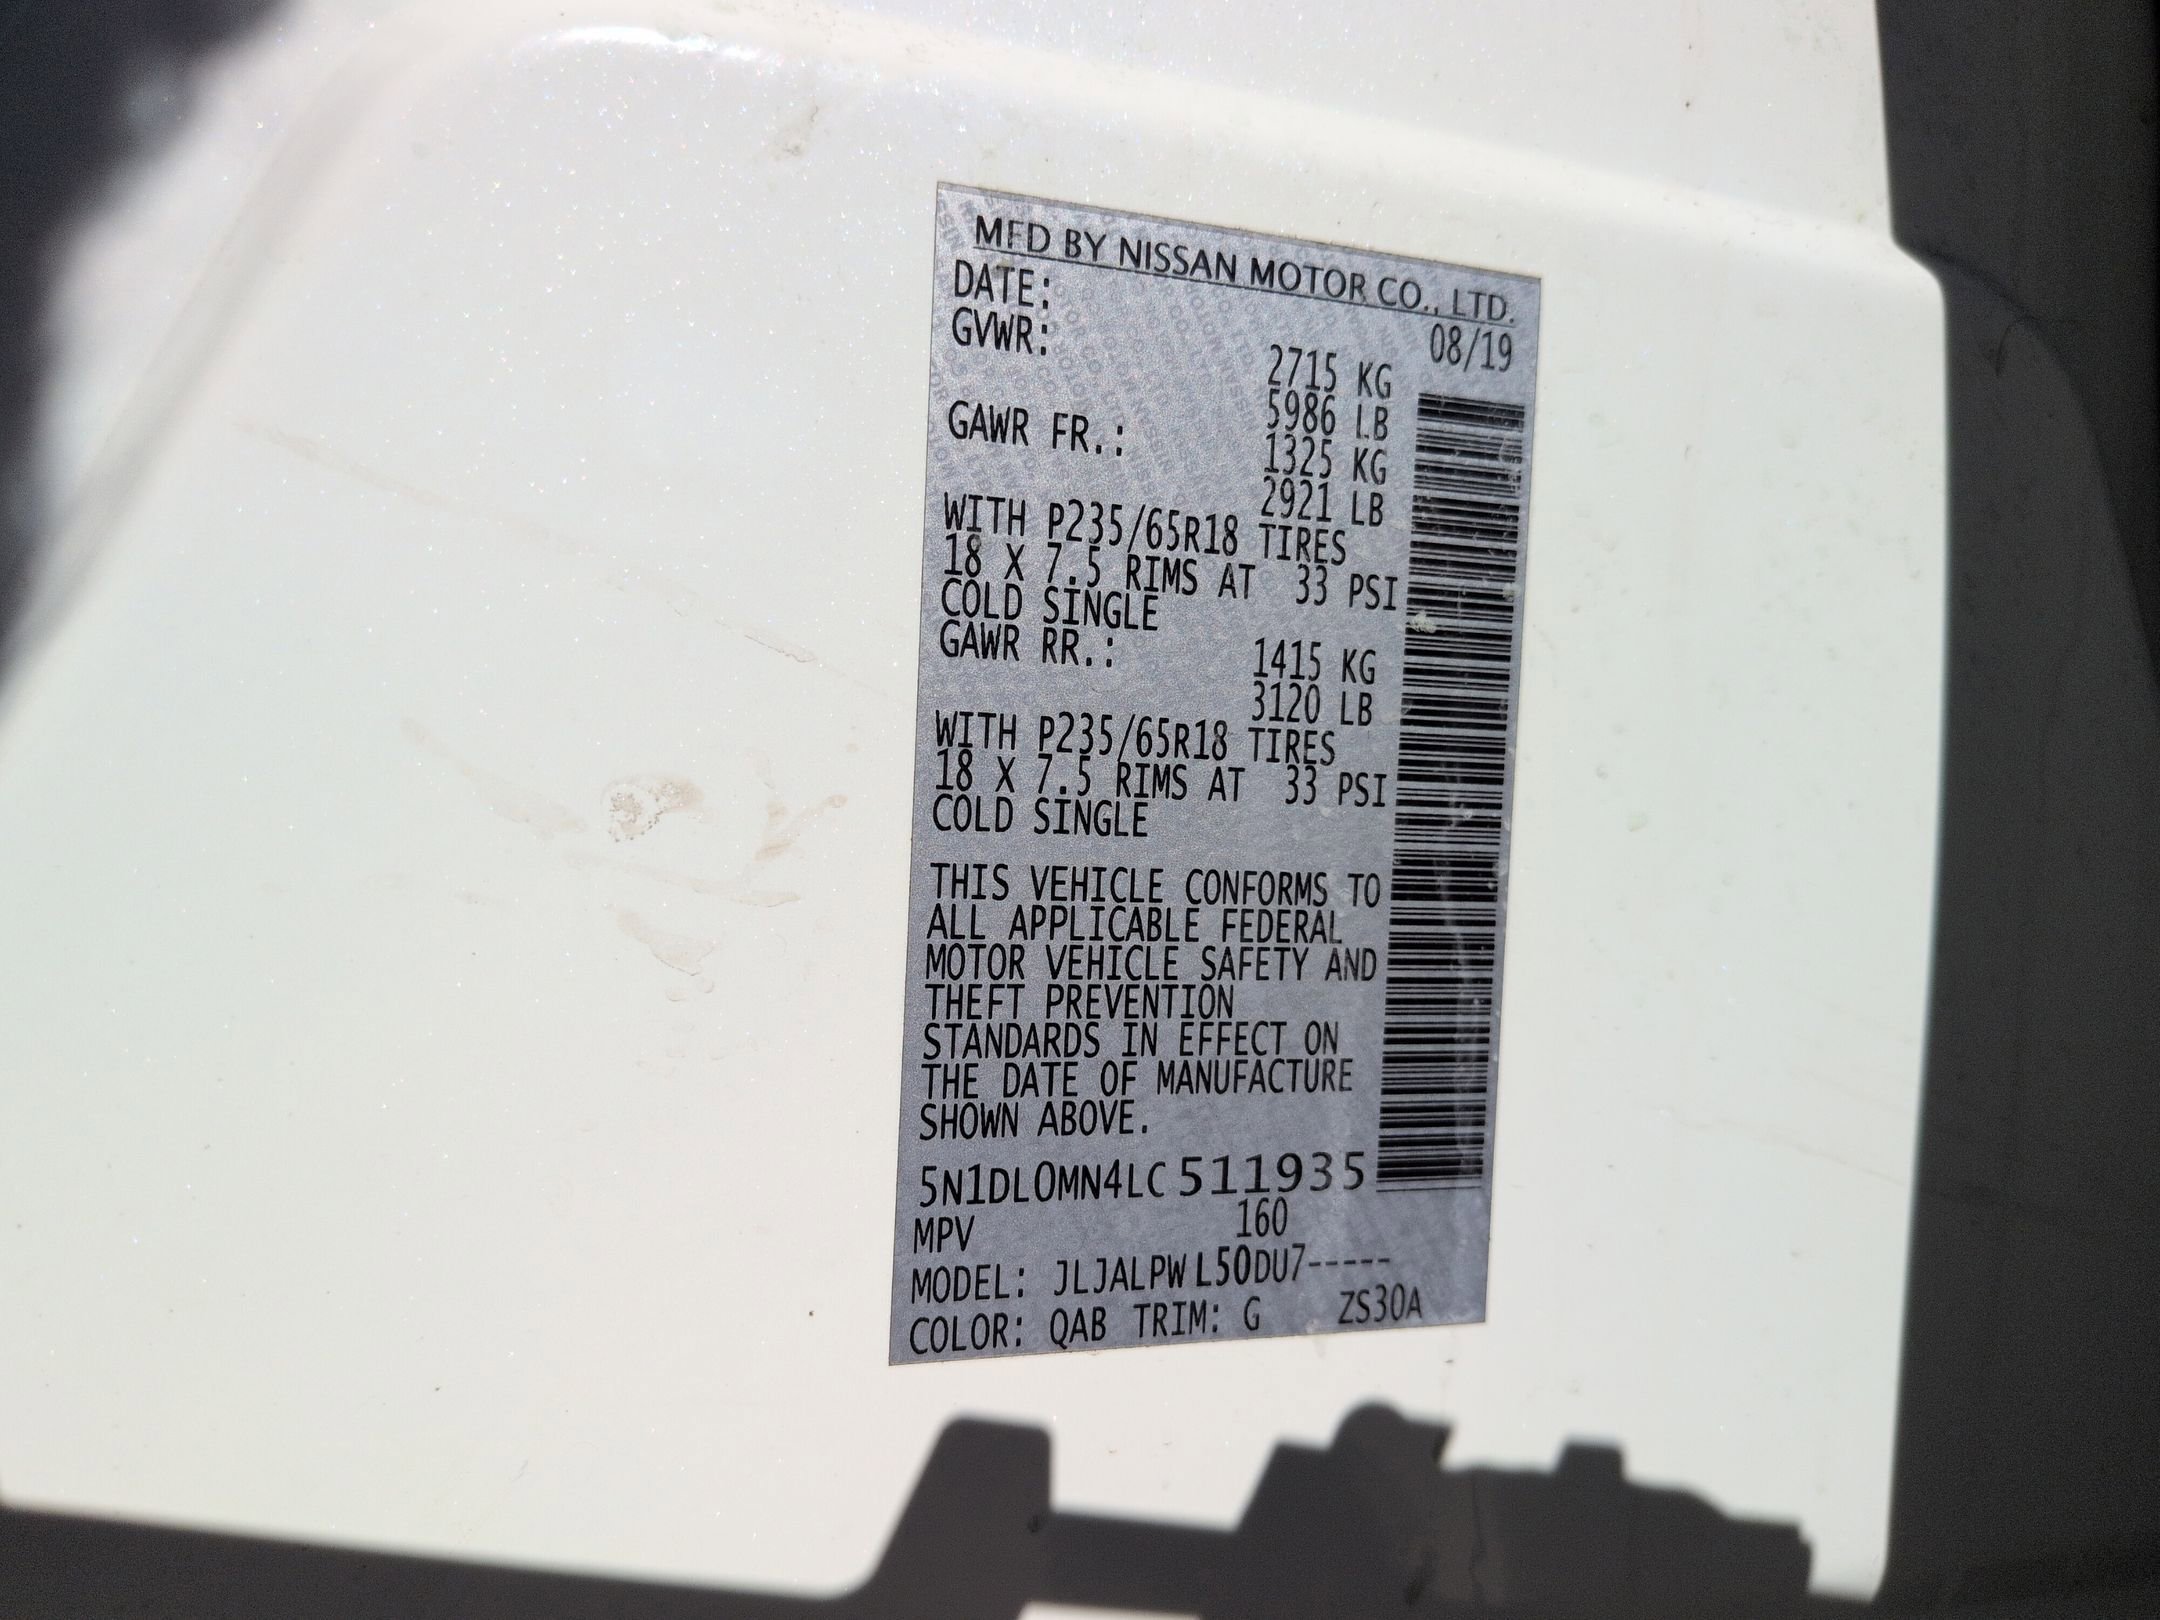 MFD BY NISSAN MOTOR CO., LTD.
DATE: 08/19
GVWR: 2715 KG
5986 LB
GAWR FR.: 1325 KG
2921 LB
WITH P235/65R18 TIRES
18 X 7.5 RIMS AT 33 PSI
COLD SINGLE
GAWR RR.: 1415 KG
3120 LB
WITH P235/65R18 TIRES
18 X 7.5 RIMS AT 33 PSI
COLD SINGLE
THIS VEHICLE CONFORMS TO
ALL APPLICABLE FEDERAL
MOTOR VEHICLE SAFETY AND
THEFT PREVENTION
STANDARDS IN EFFECT ON
THE DATE OF MANUFACTURE
SHOWN ABOVE.
5N1DL0MN4LC511935
MPV 160
MODEL: JLJALPWL50DU7-----
COLOR: QAB TRIM: G ZS30A